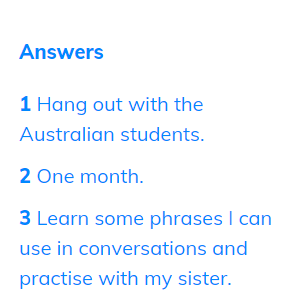 Answers
1 Hang out with the
Australian students.
2 One month.
3 Learn some phrases I can
use in conversations and
practise with my sister.